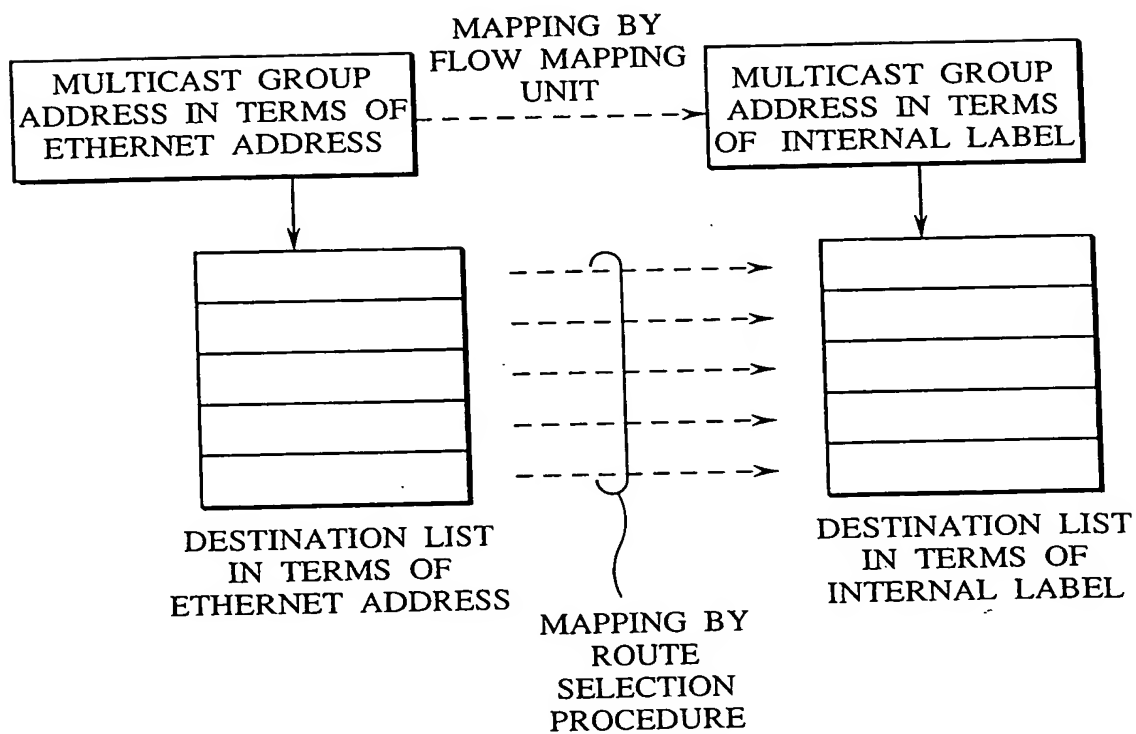 MAPPING BY
FLOW MAPPING
UNIT
MULTICAST GROUP
ADDRESS IN TERMS OF
ETHERNET ADDRESS
MULTICAST GROUP
ADDRESS IN TERMS
OF INTERNAL LABEL
DESTINATION LIST
IN TERMS OF
ETHERNET ADDRESS
DESTINATION LIST
IN TERMS OF
INTERNAL LABEL
MAPPING BY
ROUTE
SELECTION
PROCEDURE